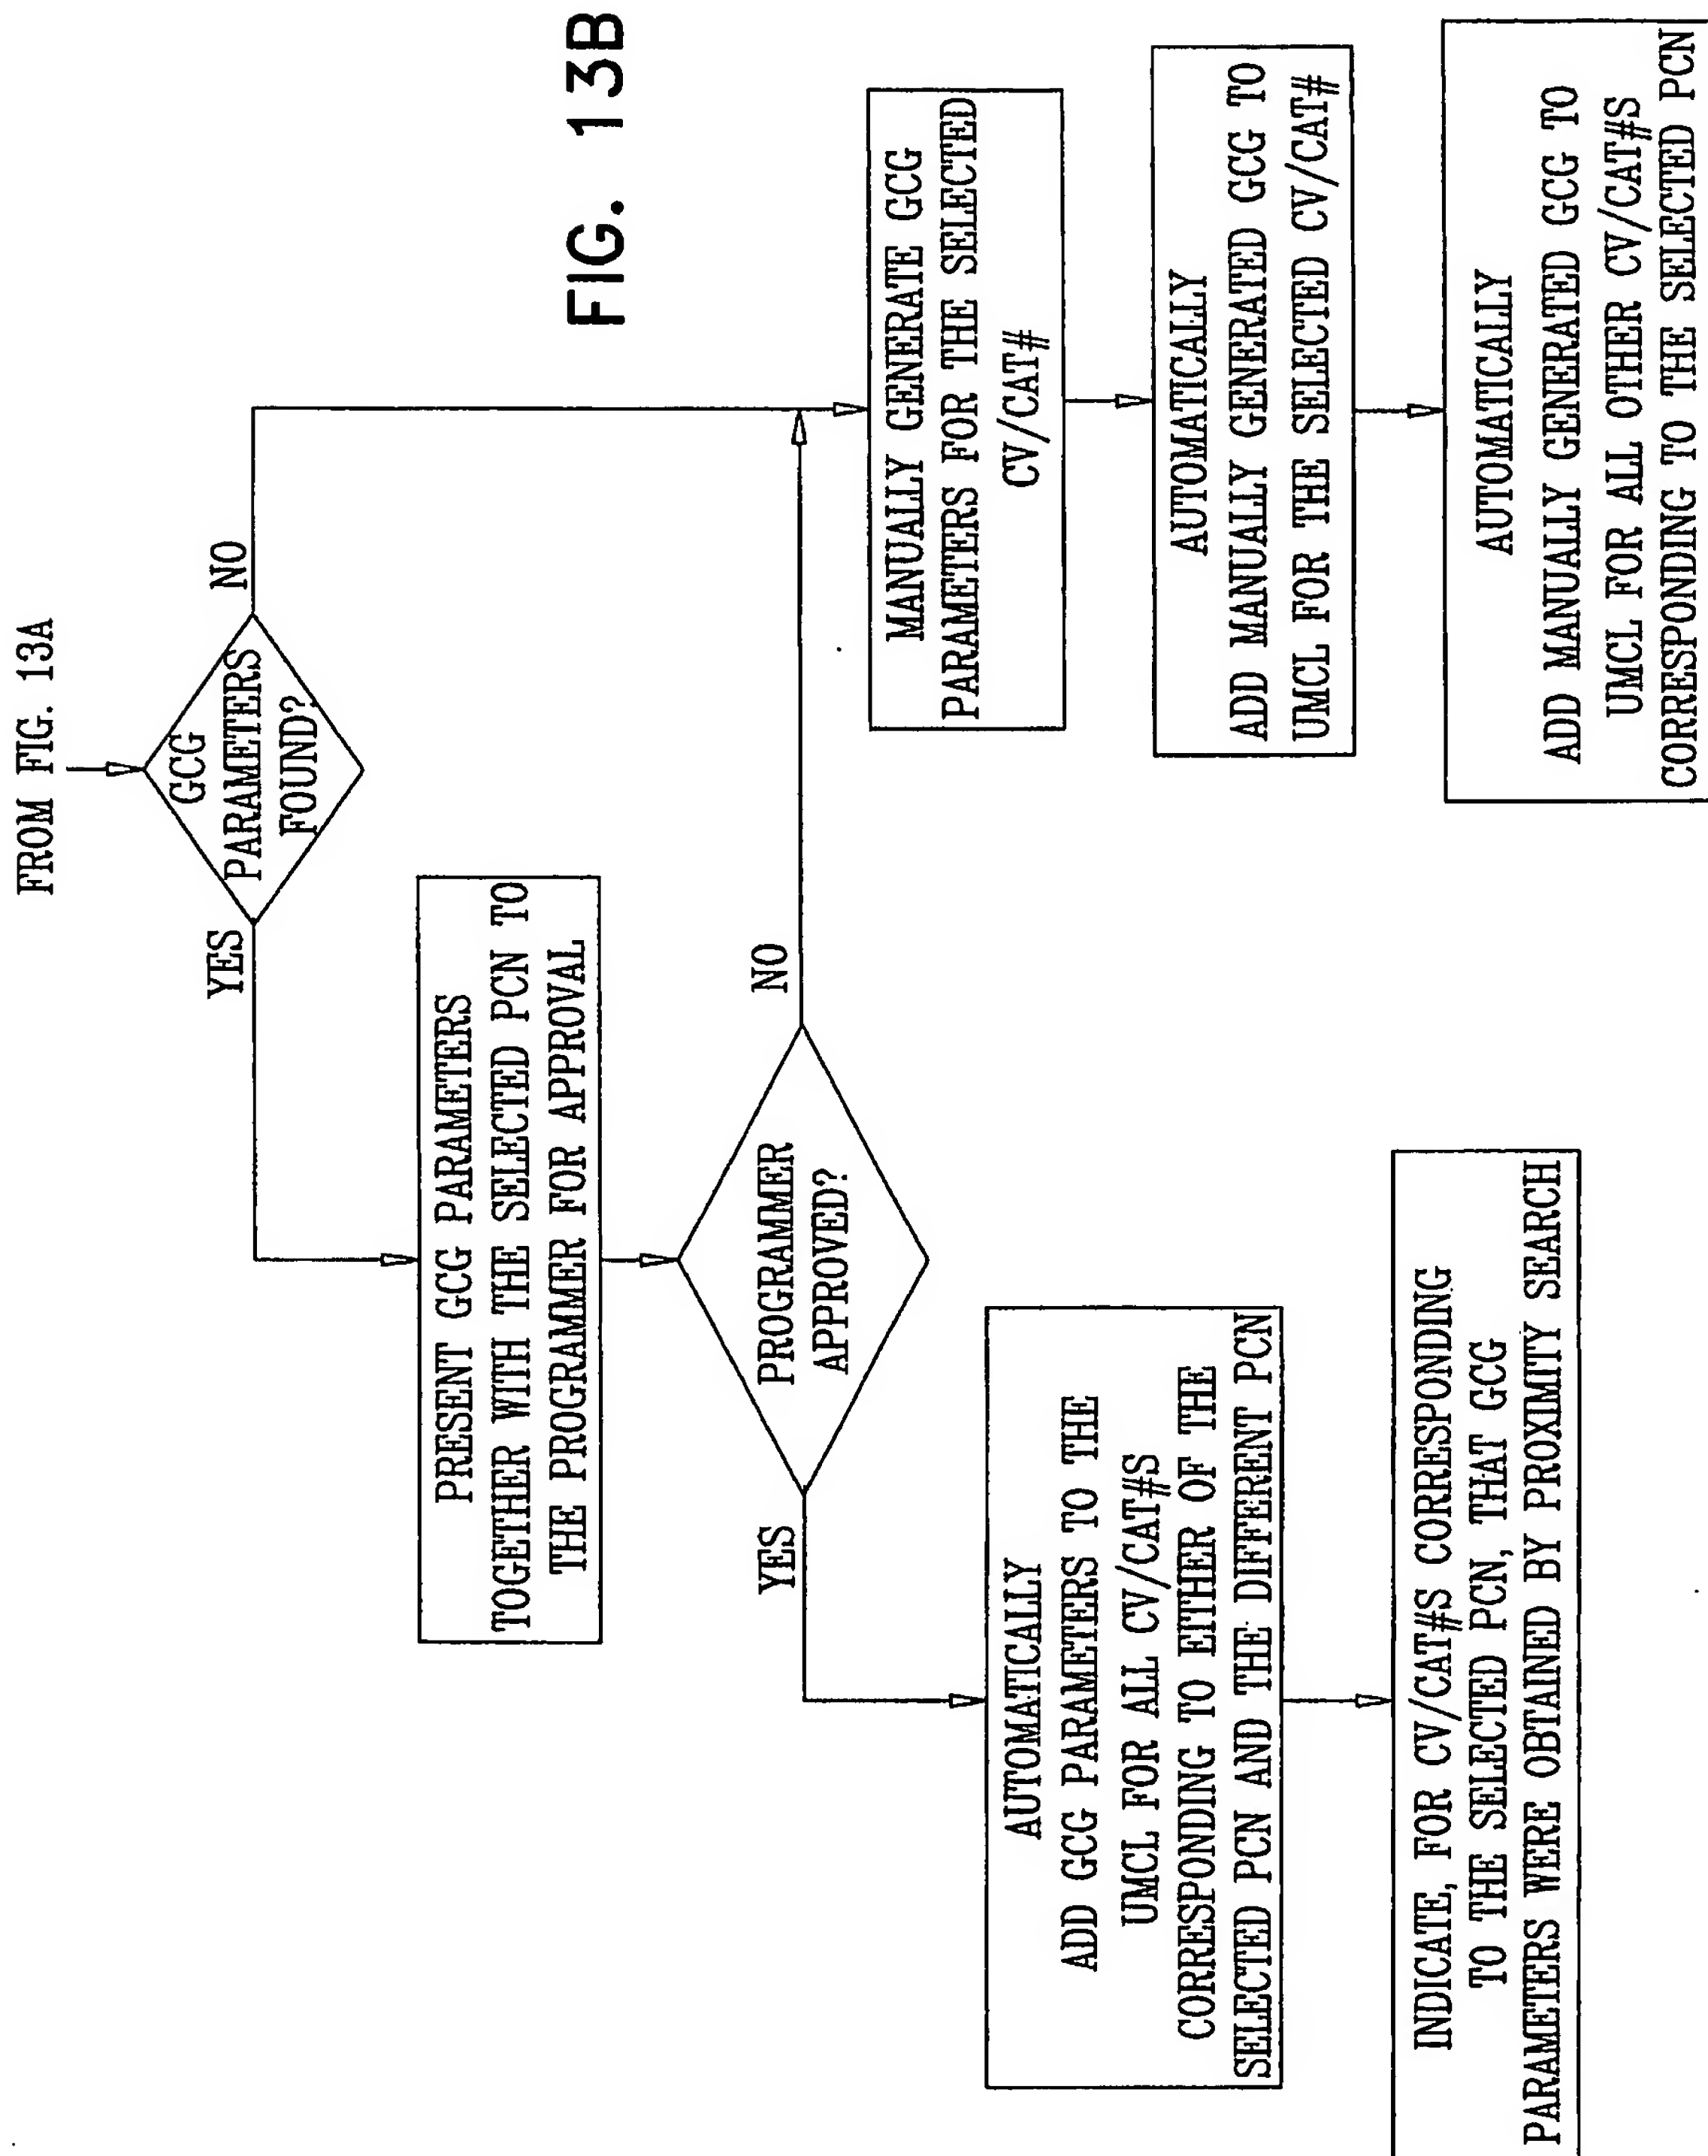 FROM FIG. 13A
GCG
PARAMETERS
FOUND?
YES
NO
PRESENT GCG PARAMETERS
TOGETHER WITH THE SELECTED PCN TO
THE PROGRAMMER FOR APPROVAL
PROGRAMMER
APPROVED?
YES
NO
AUTOMATICALLY
ADD GCG PARAMETERS TO THE
UMCL FOR ALL CV/CAT#S
CORRESPONDING TO EITHER OF THE
SELECTED PCN AND THE DIFFERENT PCN
INDICATE, FOR CV/CAT#S CORRESPONDING
TO THE SELECTED PCN, THAT GCG
PARAMETERS WERE OBTAINED BY PROXIMITY SEARCH
MANUALLY GENERATE GCG
PARAMETERS FOR THE SELECTED
CV/CAT#
AUTOMATICALLY
ADD MANUALLY GENERATED GCG TO
UMCL FOR THE SELECTED CV/CAT#
AUTOMATICALLY
ADD MANUALLY GENERATED GCG TO
UMCL FOR ALL OTHER CV/CAT#S
CORRESPONDING TO THE SELECTED PCN
FIG. 13B